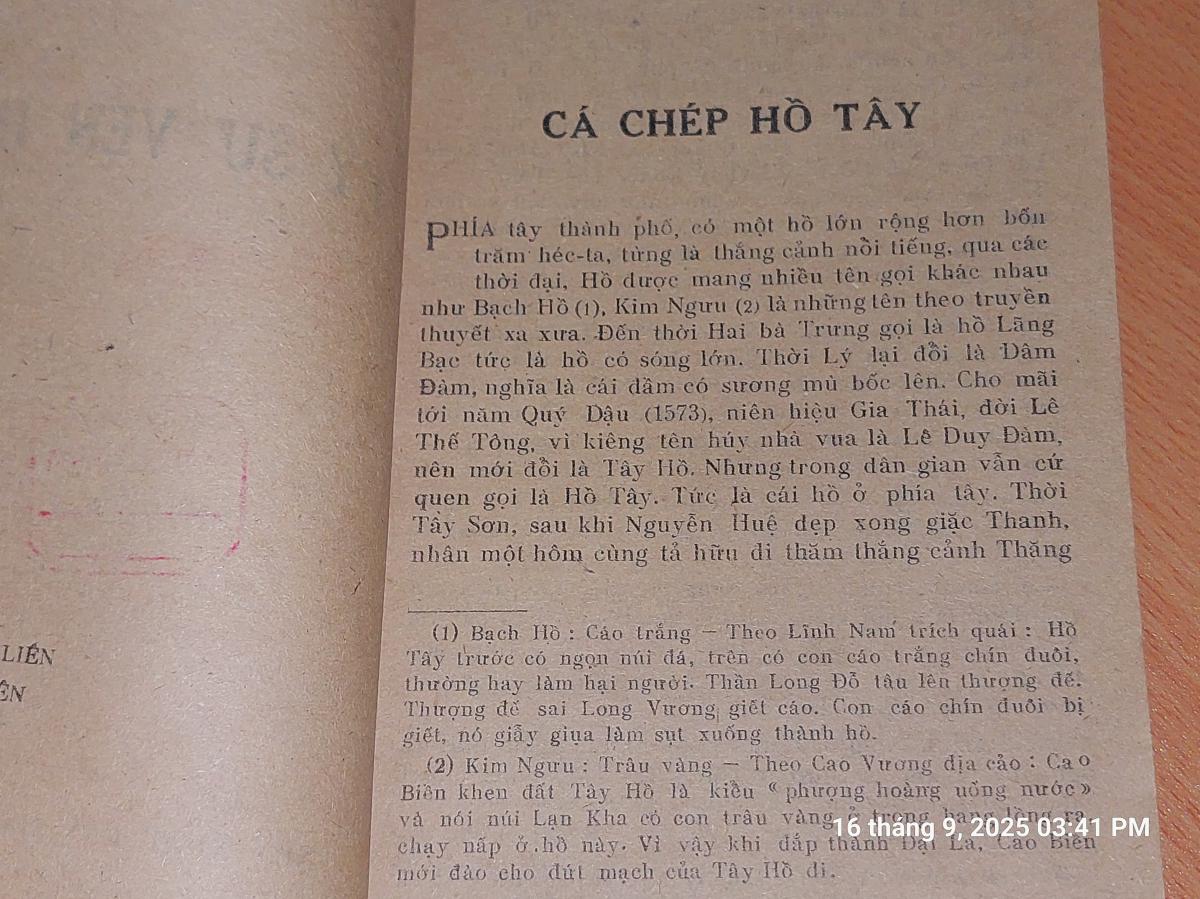 LIÊN
ÊN
CÁ CHÉP HỒ TÂY
PHÍA tây thành phố, có một hồ lớn rộng hơn bốn
trăm héc-ta, từng là thắng cảnh nổi tiếng, qua các
thời đại, Hồ được mang nhiều tên gọi khác nhau
như Bạch Hồ (1), Kim Ngưu (2) là những tên theo truyền
thuyết xa xưa. Đến thời Hai bà Trưng gọi là hồ Lãng
Bạc tức là hồ có sóng lớn. Thời Lý lại đổi là Dâm
Đàm, nghĩa là cái đầm có sương mù bốc lên. Cho mãi
tới năm Quý Dậu (1573), niên hiệu Gia Thái, đời Lê
Thế Tông, vì kiêng tên húy nhà vua là Lê Duy Đàm,
nên mới đổi là Tây Hồ. Nhưng trong dân gian vẫn cứ
quen gọi là Hồ Tây. Tức là cái hồ ở phía tây. Thời
Tây Sơn, sau khi Nguyễn Huệ dẹp xong giặc Thanh,
nhân một hôm cùng tả hữu đi thăm thắng cảnh Thăng
(1) Bạch Hồ : Cáo trắng — Theo Lĩnh Nam trích quái : Hồ
Tây trước có ngọn núi đá, trên có con cáo trắng chín đuôi,
thường hay làm hại người. Thần Long Đỗ tâu lên thượng đế.
Thượng đế sai Long Vương giết cáo. Con cáo chín đuôi bị
giết, nó giẫy giụa làm sụt xuống thành hồ.
(2) Kim Ngưu : Trâu vàng — Theo Cao Vương địa cảo : Cao
Biền khen đất Tây Hồ là kiểu « phượng hoàng uống nước »
và nói núi Lạn Kha có con trâu vàng ở trong hang lồng ra
chạy nấp ở hồ này. Vì vậy khi đắp thành Đại La, Cao Biền
mới đào cho đứt mạch của Tây Hồ đi.
16 tháng 9, 2025 03:41 PM